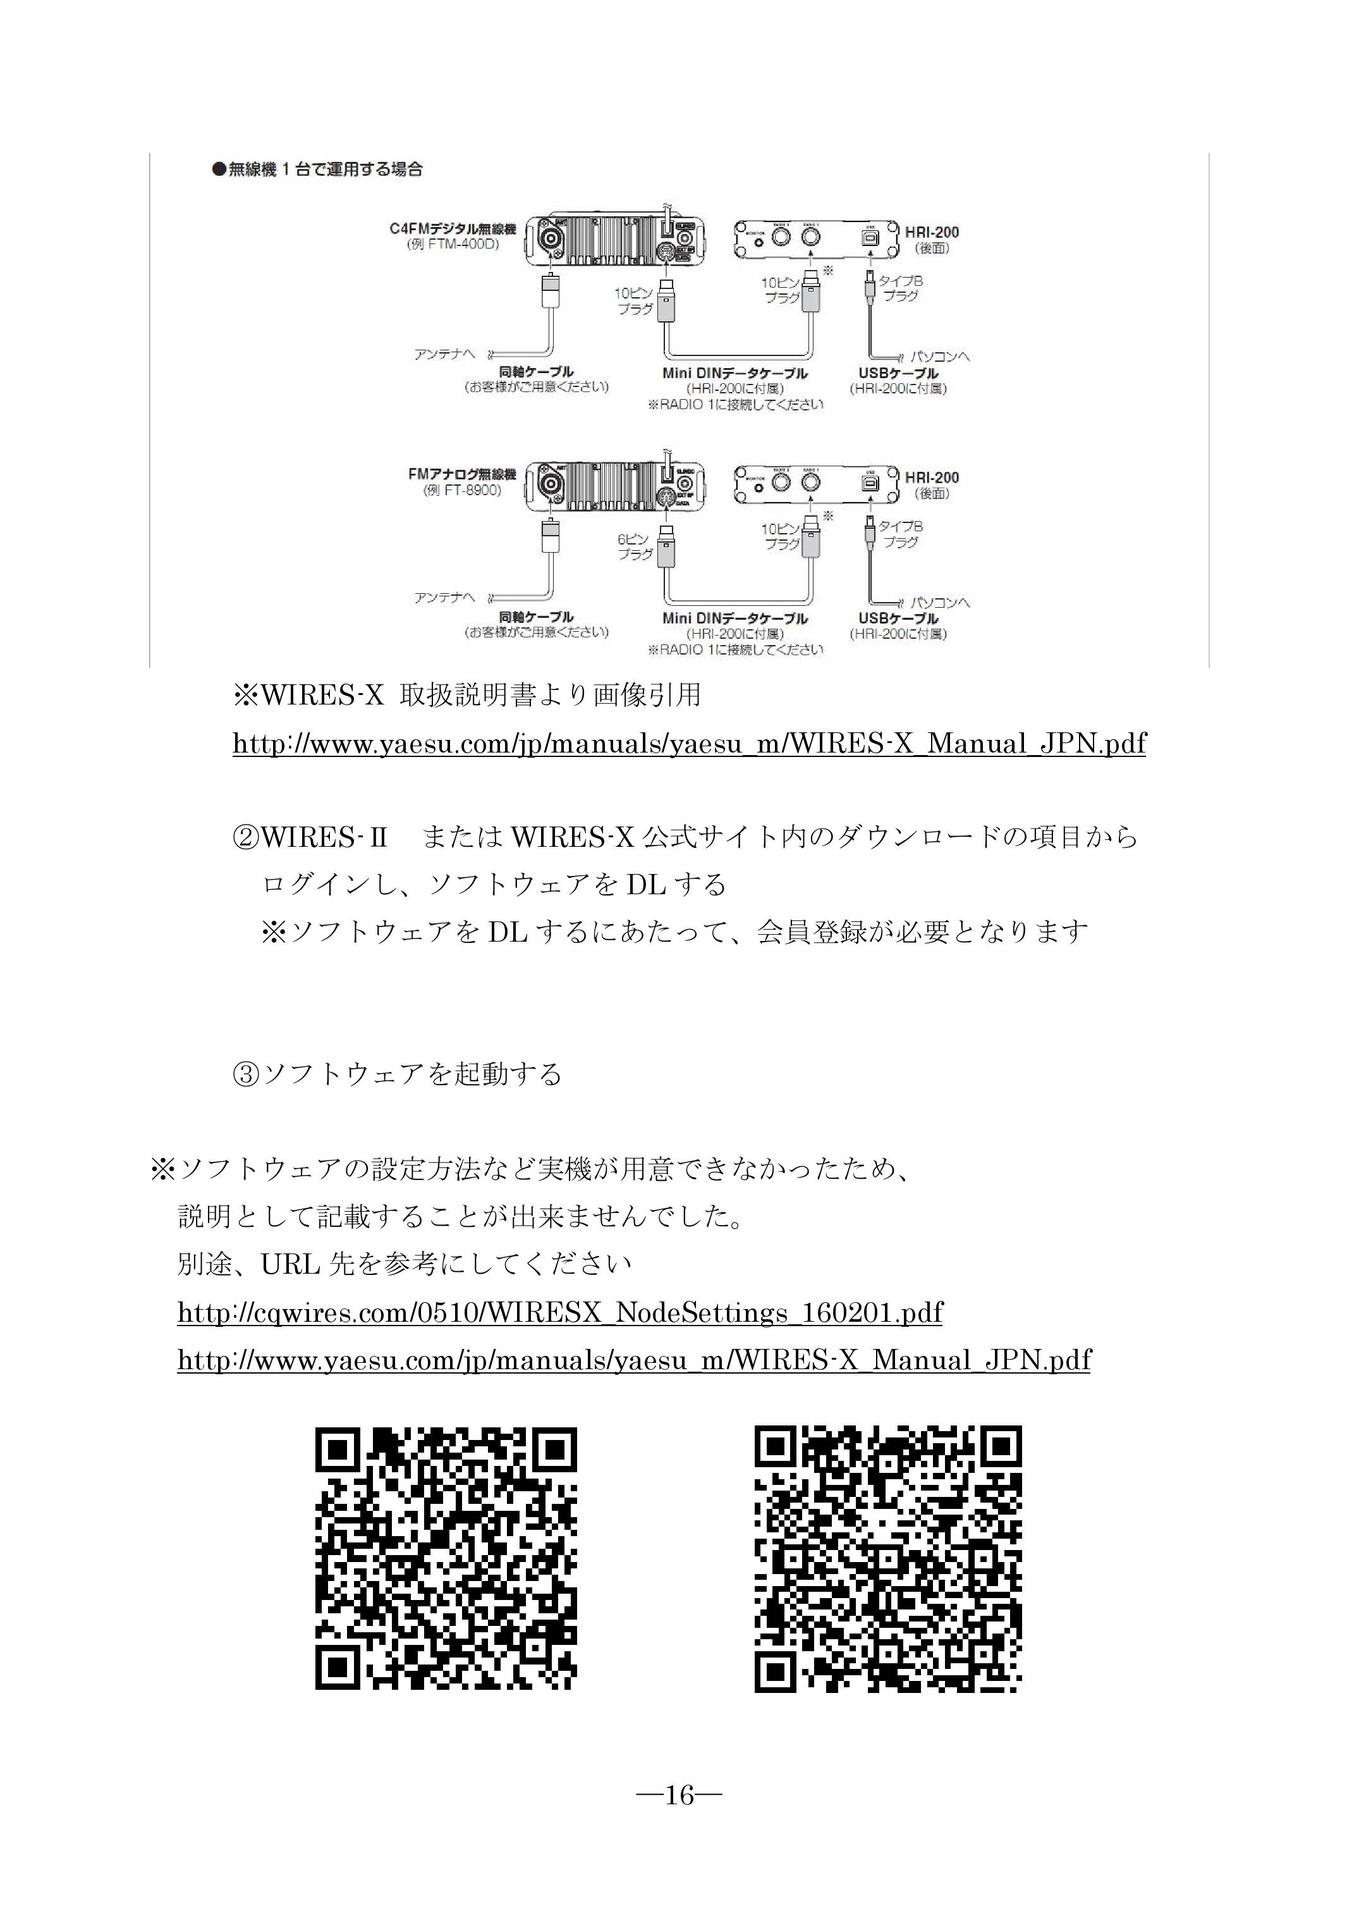 ●無線機 1 台で運用する場合
C4FMデジタル無線機
(例 FTM-400D)
HRI-200
(後面)
10ピン
プラグ
10ピン
プラグ
※
タイプB
プラグ
アンテナへ
パソコンへ
同軸ケーブル
(お客様がご用意ください)
Mini DINデータケーブル
(HRI-200に付属)
※RADIO 1に接続してください
USBケーブル
(HRI-200に付属)
FMアナログ無線機
(例 FT-8900)
HRI-200
(後面)
6ピン
プラグ
10ピン
プラグ
※
タイプB
プラグ
アンテナへ
パソコンへ
同軸ケーブル
(お客様がご用意ください)
Mini DINデータケーブル
(HRI-200に付属)
※RADIO 1に接続してください
USBケーブル
(HRI-200に付属)
※WIRES-X 取扱説明書より画像引用
http://www.yaesu.com/jp/manuals/yaesu_m/WIRES-X_Manual_JPN.pdf
②WIRES-Ⅱ　または WIRES-X 公式サイト内のダウンロードの項目から
ログインし、ソフトウェアを DL する
※ソフトウェアを DL するにあたって、会員登録が必要となります
③ソフトウェアを起動する
※ソフトウェアの設定方法など実機が用意できなかったため、
説明として記載することが出来ませんでした。
別途、URL 先を参考にしてください
http://cqwires.com/0510/WIRESX_NodeSettings_160201.pdf
http://www.yaesu.com/jp/manuals/yaesu_m/WIRES-X_Manual_JPN.pdf
―16―